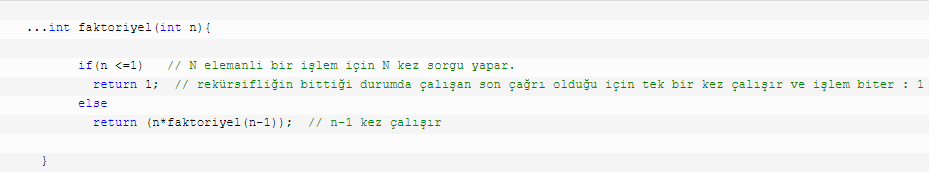 ...int faktoriyel(int n){
if(n <=1) // N elemanli bir işlem için N kez sorgu yapar.
return 1; // rekürsifliğin bittiği durumda çalışan son çağrı olduğu için tek bir kez çalışır ve işlem biter : 1
else
return (n*faktoriyel(n-1)); // n-1 kez çalışır
}